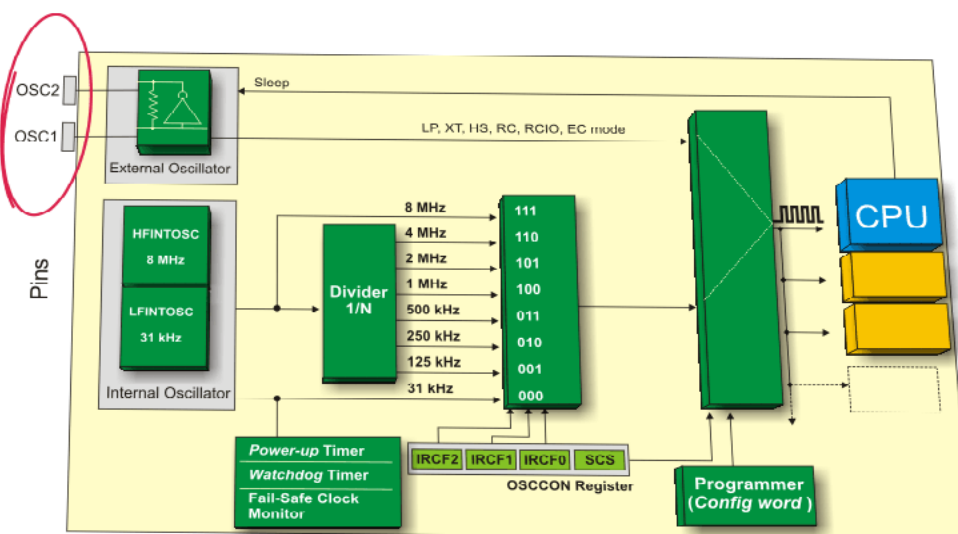 OSC2
OSC1
Pins
Sleep
LP, XT, HS, RC, RCIO, EC mode
External Oscillator
HFINTOSC
8 MHz
LFINTOSC
31 kHz
Internal Oscillator
Divider
1/N
8 MHz
4 MHz
2 MHz
1 MHz
500 kHz
250 kHz
125 kHz
31 kHz
111
110
101
100
011
010
001
000
CPU
Power-up Timer
Watchdog Timer
Fail-Safe Clock
Monitor
IRCF2 IRCF1 IRCF0 SCS
OSCCON Register
Programmer
(Config word )